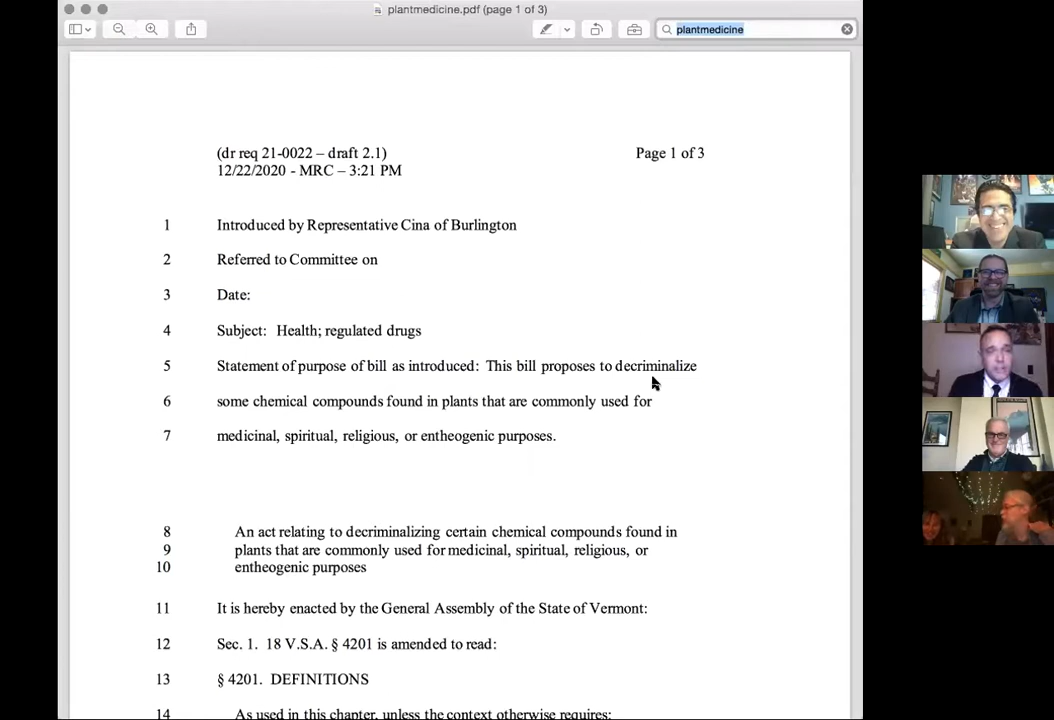 plantmedicine.pdf (page 1 of 3)
plantmedicine
(dr req 21-0022 – draft 2.1) Page 1 of 3
12/22/2020 - MRC – 3:21 PM
1 Introduced by Representative Cina of Burlington
2 Referred to Committee on
3 Date:
4 Subject: Health; regulated drugs
5 Statement of purpose of bill as introduced: This bill proposes to decriminalize
6 some chemical compounds found in plants that are commonly used for
7 medicinal, spiritual, religious, or entheogenic purposes.
8 An act relating to decriminalizing certain chemical compounds found in
9 plants that are commonly used for medicinal, spiritual, religious, or
10 entheogenic purposes
11 It is hereby enacted by the General Assembly of the State of Vermont:
12 Sec. 1. 18 V.S.A. § 4201 is amended to read:
13 § 4201. DEFINITIONS
14 As used in this chapter, unless the context otherwise requires: